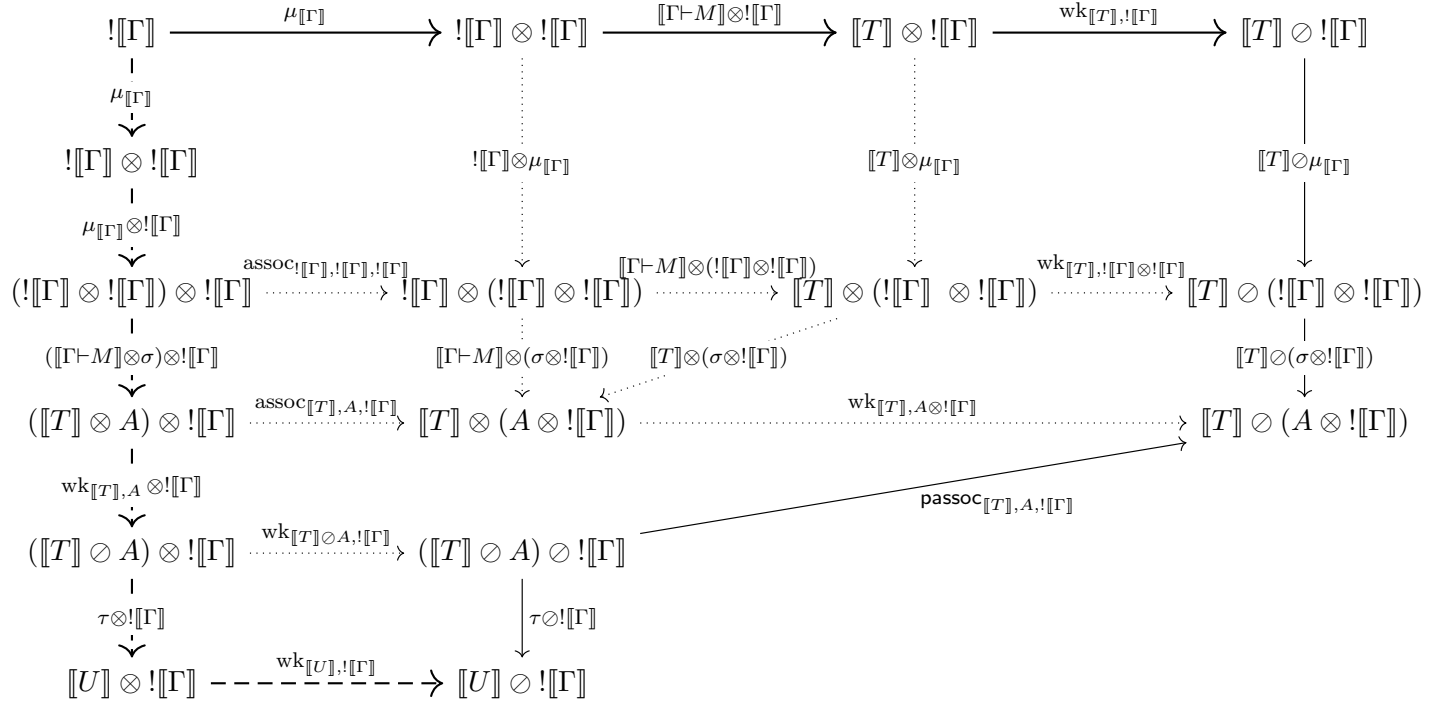 !⟦Γ⟧ μ_⟦Γ⟧ !⟦Γ⟧ ⊗ !⟦Γ⟧ ⟦Γ⊢M⟧⊗!⟦Γ⟧ ⟦T⟧ ⊗ !⟦Γ⟧ wk_⟦T⟧,!⟦Γ⟧ ⟦T⟧ ⊘ !⟦Γ⟧
μ_⟦Γ⟧
!⟦Γ⟧ ⊗ !⟦Γ⟧ !⟦Γ⟧⊗μ_⟦Γ⟧ ⟦T⟧⊗μ_⟦Γ⟧ ⟦T⟧⊘μ_⟦Γ⟧
μ_⟦Γ⟧⊗!⟦Γ⟧
(!⟦Γ⟧ ⊗ !⟦Γ⟧) ⊗ !⟦Γ⟧ assoc_!⟦Γ⟧,!⟦Γ⟧,!⟦Γ⟧ !⟦Γ⟧ ⊗ (!⟦Γ⟧ ⊗ !⟦Γ⟧) ⟦Γ⊢M⟧⊗(!⟦Γ⟧⊗!⟦Γ⟧) ⟦T⟧ ⊗ (!⟦Γ⟧ ⊗ !⟦Γ⟧) wk_⟦T⟧,!⟦Γ⟧⊗!⟦Γ⟧ ⟦T⟧ ⊘ (!⟦Γ⟧ ⊗ !⟦Γ⟧)
(⟦Γ⊢M⟧⊗σ)⊗!⟦Γ⟧ ⟦Γ⊢M⟧⊗(σ⊗!⟦Γ⟧) ⟦T⟧⊗(σ⊗!⟦Γ⟧) ⟦T⟧⊘(σ⊗!⟦Γ⟧)
(⟦T⟧ ⊗ A) ⊗ !⟦Γ⟧ assoc_⟦T⟧,A,!⟦Γ⟧ ⟦T⟧ ⊗ (A ⊗ !⟦Γ⟧) wk_⟦T⟧,A⊗!⟦Γ⟧ ⟦T⟧ ⊘ (A ⊗ !⟦Γ⟧)
wk_⟦T⟧,A ⊗!⟦Γ⟧ passoc_⟦T⟧,A,!⟦Γ⟧
(⟦T⟧ ⊘ A) ⊗ !⟦Γ⟧ wk_⟦T⟧⊘A,!⟦Γ⟧ (⟦T⟧ ⊘ A) ⊘ !⟦Γ⟧
τ⊗!⟦Γ⟧ τ⊘!⟦Γ⟧
⟦U⟧ ⊗ !⟦Γ⟧ wk_⟦U⟧,!⟦Γ⟧ ⟦U⟧ ⊘ !⟦Γ⟧